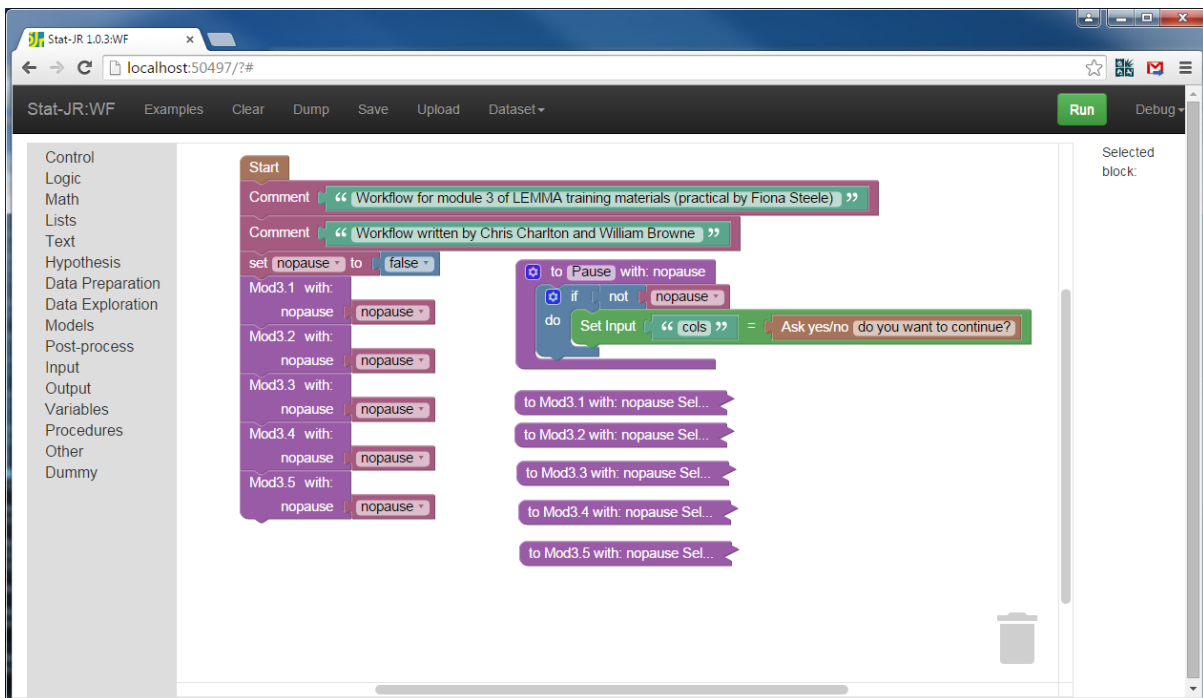 Stat-JR 1.0.3:WF
localhost:50497/?#
Stat-JR:WF Examples Clear Dump Save Upload Dataset Run Debug
Control
Logic
Math
Lists
Text
Hypothesis
Data Preparation
Data Exploration
Models
Post-process
Input
Output
Variables
Procedures
Other
Dummy
Start
Comment “ Workflow for module 3 of LEMMA training materials (practical by Fiona Steele) ”
Comment “ Workflow written by Chris Charlton and William Browne ”
set nopause to false
Mod3.1 with:
nopause nopause
Mod3.2 with:
nopause nopause
Mod3.3 with:
nopause nopause
Mod3.4 with:
nopause nopause
Mod3.5 with:
nopause nopause
to Pause with: nopause
if not nopause
do Set Input “ cols ” = Ask yes/no do you want to continue?
to Mod3.1 with: nopause Sel...
to Mod3.2 with: nopause Sel...
to Mod3.3 with: nopause Sel...
to Mod3.4 with: nopause Sel...
to Mod3.5 with: nopause Sel...
Selected
block: